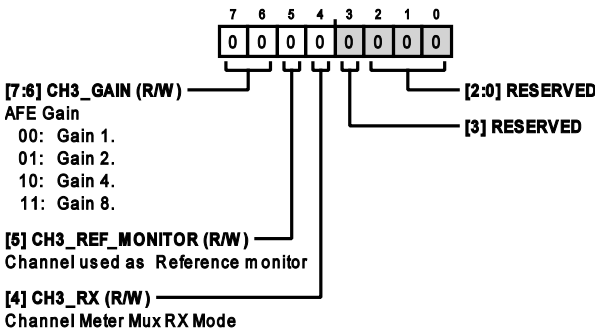 7 6 5 4 3 2 1 0
0 0 0 0 0 0 0 0
[7:6] CH3_GAIN (R/W)
[2:0] RESERVED
AFE Gain
[3] RESERVED
00: Gain 1.
01: Gain 2.
10: Gain 4.
11: Gain 8.
[5] CH3_REF_MONITOR (R/W)
Channel used as Reference monitor
[4] CH3_RX (R/W)
Channel Meter Mux RX Mode